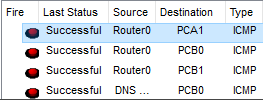 Fire Last Status Source Destination Type
Successful Router0 PCA1 ICMP
Successful Router0 PCB0 ICMP
Successful Router0 PCB1 ICMP
Successful DNS ... PCB0 ICMP